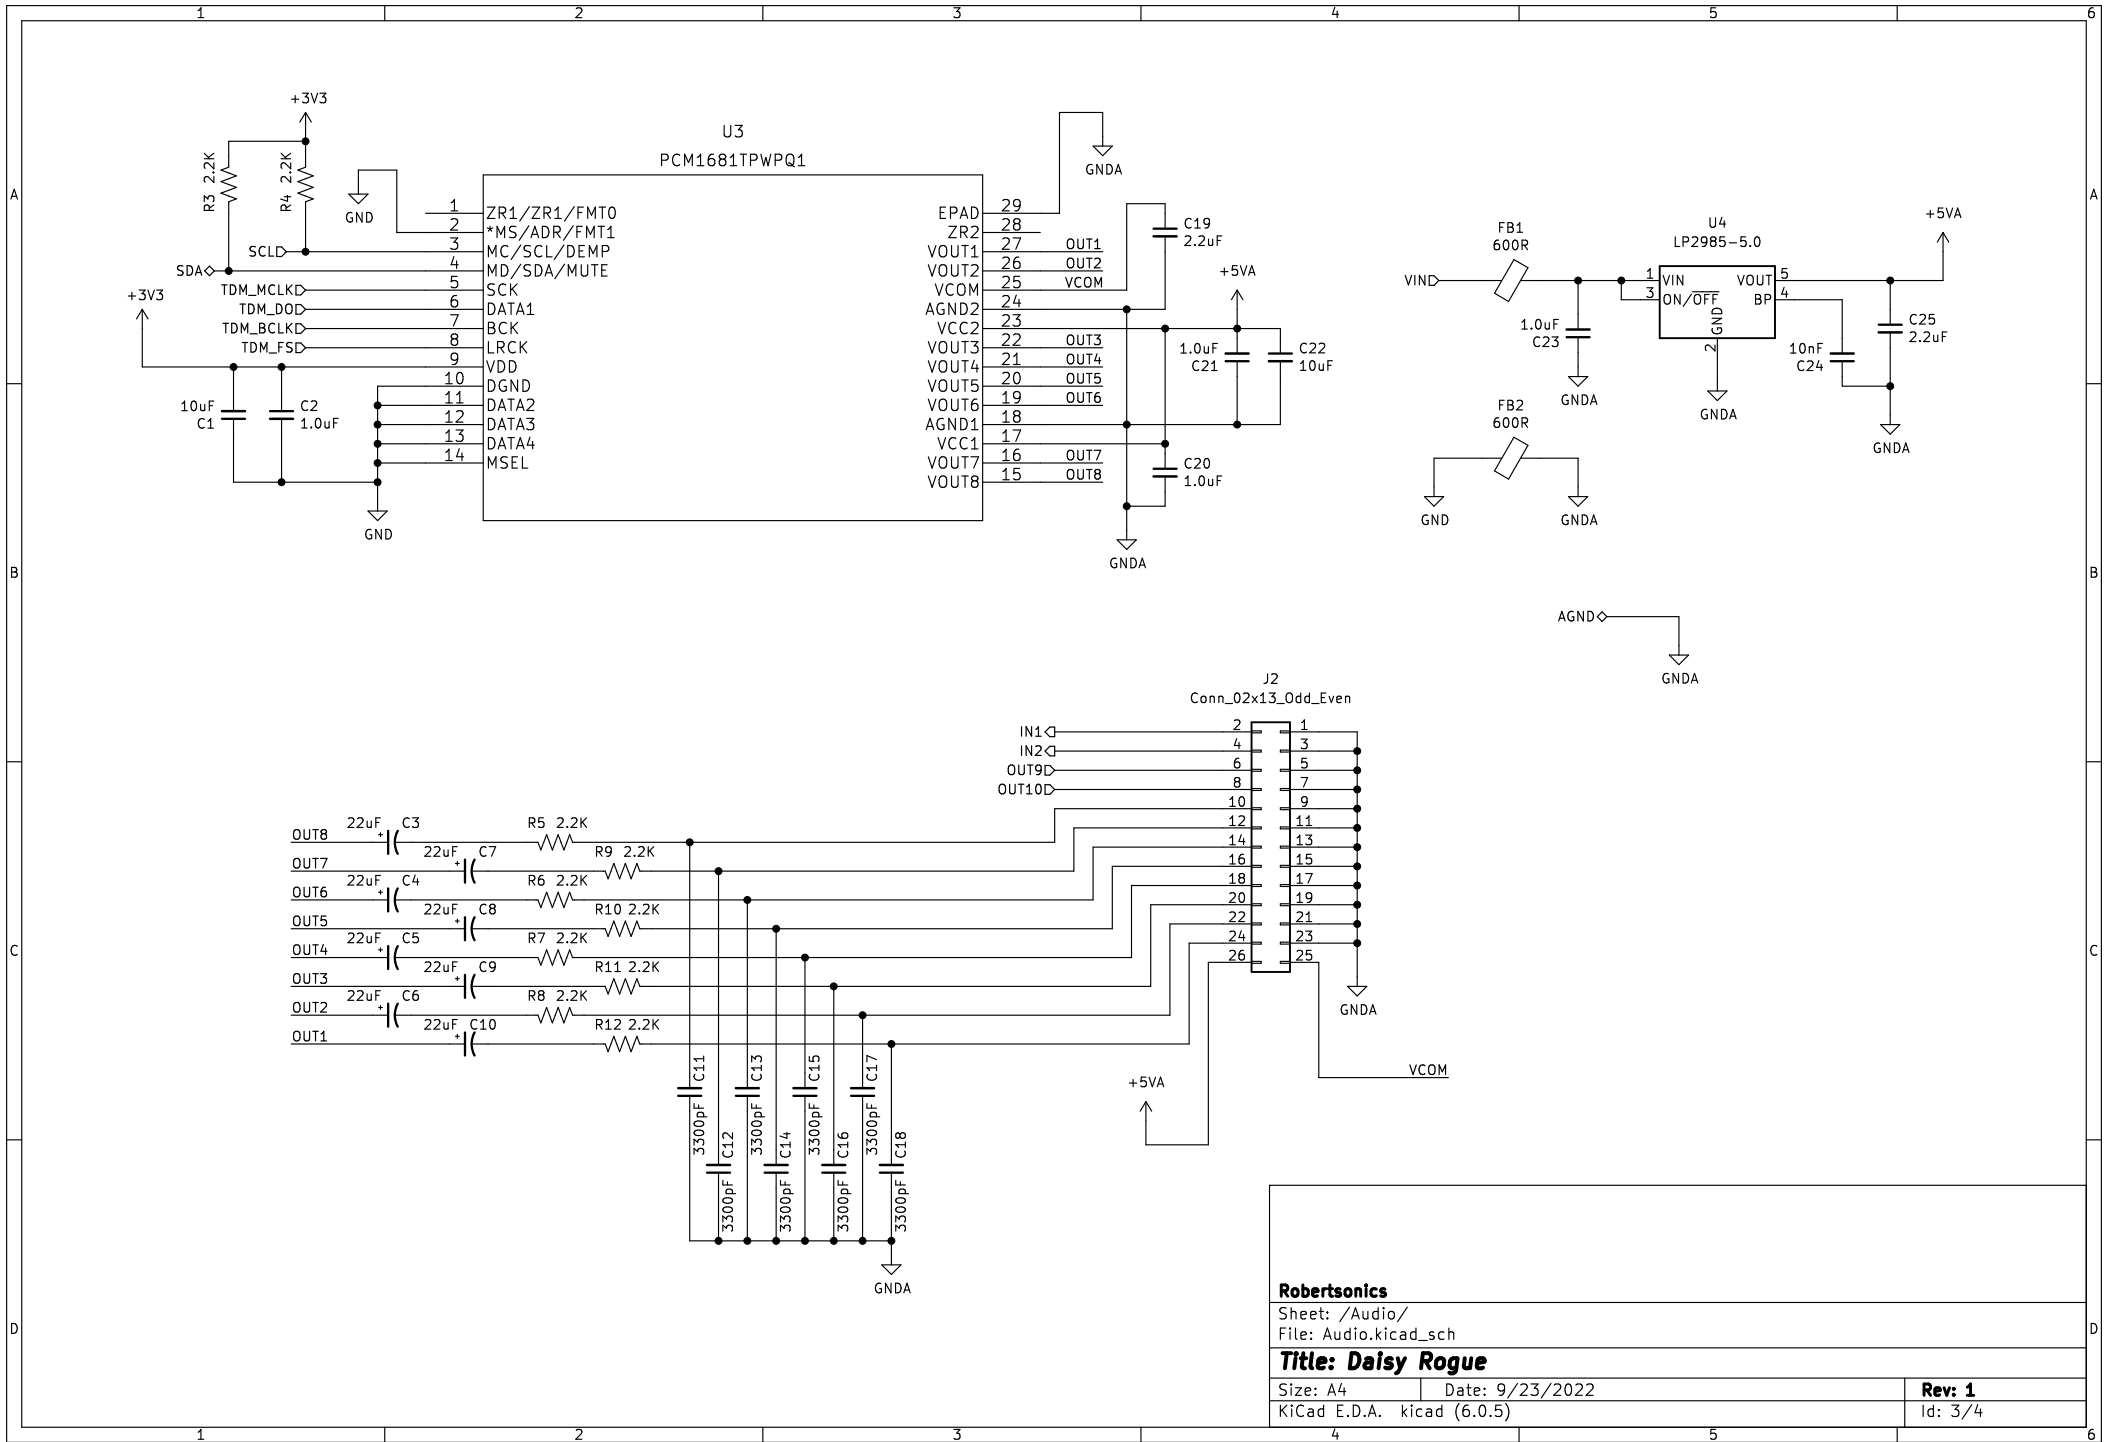 1 2 3 4 5 6
A
B
C
D
+3V3
R3 2.2K
R4 2.2K
GND
SCL
SDA
+3V3
TDM_MCLK
TDM_DO
TDM_BCLK
TDM_FS
10uF
C1
C2
1.0uF
GND
U3
PCM1681TPWPQ1
1 ZR1/ZR1/FMT0
2 *MS/ADR/FMT1
3 MC/SCL/DEMP
4 MD/SDA/MUTE
5 SCK
6 DATA1
7 BCK
8 LRCK
9 VDD
10 DGND
11 DATA2
12 DATA3
13 DATA4
14 MSEL
EPAD 29
ZR2 28
VOUT1 27 OUT1
VOUT2 26 OUT2
VCOM 25 VCOM
AGND2 24
VCC2 23
VOUT3 22 OUT3
VOUT4 21 OUT4
VOUT5 20 OUT5
VOUT6 19 OUT6
AGND1 18
VCC1 17
VOUT7 16 OUT7
VOUT8 15 OUT8
GNDA
C19
2.2uF
+5VA
1.0uF
C21
C22
10uF
C20
1.0uF
GNDA
FB1
600R
VIN
1.0uF
C23
GNDA
U4
LP2985-5.0
1 VIN VOUT 5
3 ON/OFF BP 4
GND
2
GNDA
+5VA
10nF
C24
C25
2.2uF
GNDA
FB2
600R
GND
GNDA
AGND
GNDA
J2
Conn_02x13_Odd_Even
IN1 2 1
IN2 4 3
OUT9 6 5
OUT10 8 7
10 9
12 11
14 13
16 15
18 17
20 19
22 21
24 23
26 25
GNDA
VCOM
+5VA
OUT8 22uF + C3 R5 2.2K
OUT7 22uF + C7 R9 2.2K
OUT6 22uF + C4 R6 2.2K
OUT5 22uF + C8 R10 2.2K
OUT4 22uF + C5 R7 2.2K
OUT3 22uF + C9 R11 2.2K
OUT2 22uF + C6 R8 2.2K
OUT1 22uF + C10 R12 2.2K
3300pF C11
3300pF C12
3300pF C13
3300pF C14
3300pF C15
3300pF C16
3300pF C17
3300pF C18
GNDA
Robertsonics
Sheet: /Audio/
File: Audio.kicad_sch
Title: Daisy Rogue
Size: A4 Date: 9/23/2022 Rev: 1
KiCad E.D.A. kicad (6.0.5) Id: 3/4
A
B
C
D
1 2 3 4 5 6